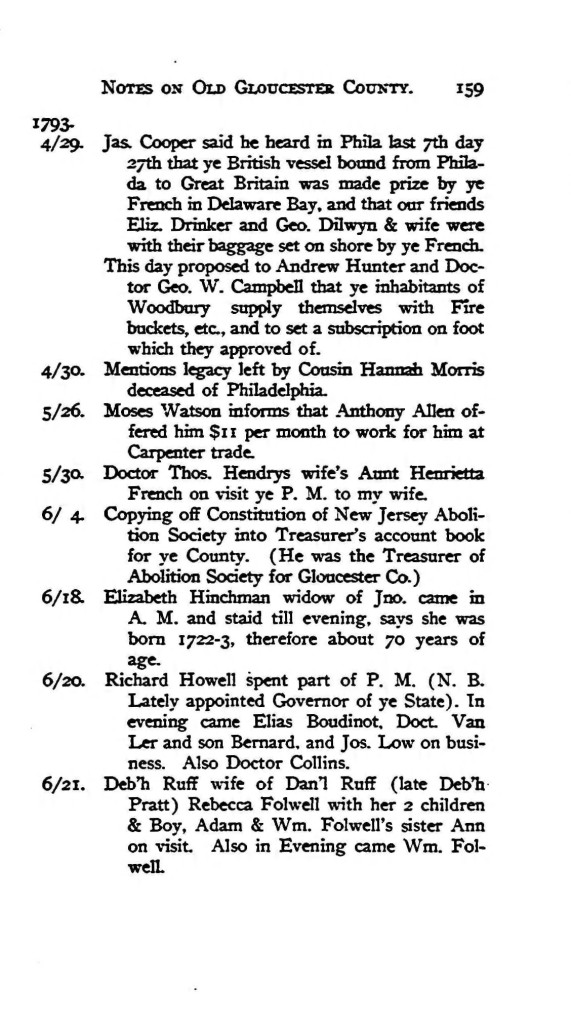 NOTES ON OLD GLOUCESTER COUNTY. 159
1793.
4/29. Jas. Cooper said he heard in Phila last 7th day
27th that ye British vessel bound from Phila-
da to Great Britain was made prize by ye
French in Delaware Bay, and that our friends
Eliz. Drinker and Geo. Dilwyn & wife were
with their baggage set on shore by ye French.
This day proposed to Andrew Hunter and Doc-
tor Geo. W. Campbell that ye inhabitants of
Woodbury supply themselves with Fire
buckets, etc., and to set a subscription on foot
which they approved of.
4/30. Mentions legacy left by Cousin Hannah Morris
deceased of Philadelphia.
5/26. Moses Watson informs that Anthony Allen of-
fered him $11 per month to work for him at
Carpenter trade.
5/30. Doctor Thos. Hendrys wife's Aunt Henrietta
French on visit ye P. M. to my wife.
6/ 4. Copying off Constitution of New Jersey Aboli-
tion Society into Treasurer's account book
for ye County. (He was the Treasurer of
Abolition Society for Gloucester Co.)
6/18. Elizabeth Hinchman widow of Jno. came in
A. M. and staid till evening, says she was
born 1722-3, therefore about 70 years of
age.
6/20. Richard Howell spent part of P. M. (N. B.
Lately appointed Governor of ye State). In
evening came Elias Boudinot, Doct. Van
Ler and son Bernard, and Jos. Low on busi-
ness. Also Doctor Collins.
6/21. Deb'h Ruff wife of Dan'l Ruff (late Deb'h
Pratt) Rebecca Folwell with her 2 children
& Boy, Adam & Wm. Folwell's sister Ann
on visit. Also in Evening came Wm. Fol-
well.